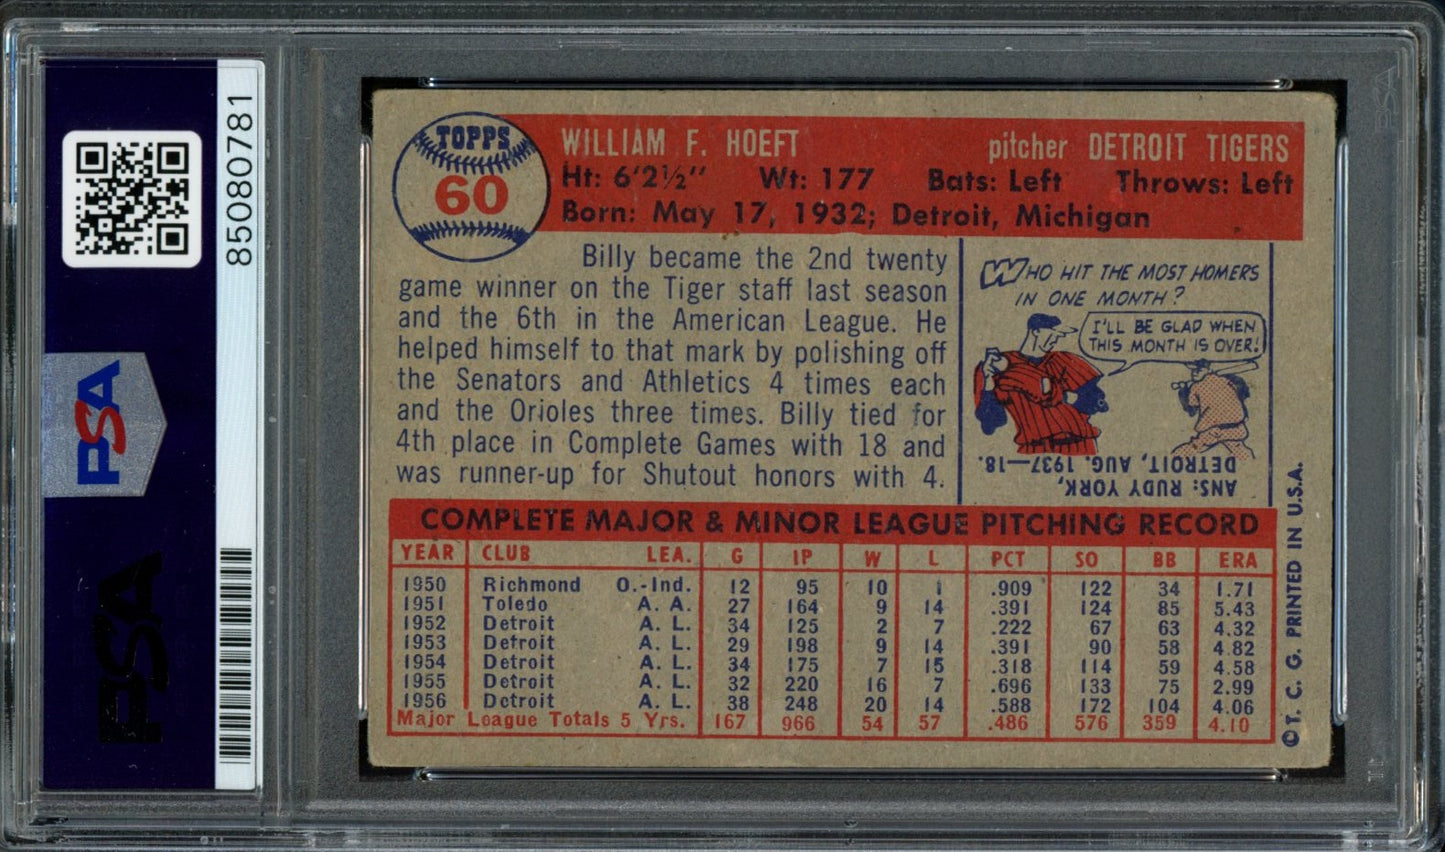 85080781
PSA
PSA
TOPPS
60
WILLIAM F. HOEFT pitcher DETROIT TIGERS
Ht: 6'2½" Wt: 177 Bats: Left Throws: Left
Born: May 17, 1932; Detroit, Michigan
Billy became the 2nd twenty
game winner on the Tiger staff last season
and the 6th in the American League. He
helped himself to that mark by polishing off
the Senators and Athletics 4 times each
and the Orioles three times. Billy tied for
4th place in Complete Games with 18 and
was runner-up for Shutout honors with 4.
WHO HIT THE MOST HOMERS
IN ONE MONTH?
I'LL BE GLAD WHEN
THIS MONTH IS OVER!
D
ANS: RUDY YORK,
DETROIT, AUG. 1937—18.
COMPLETE MAJOR & MINOR LEAGUE PITCHING RECORD
YEAR CLUB LEA. G IP W L PCT SO BB ERA
1950 Richmond O.-Ind. 12 95 10 1 .909 122 34 1.71
1951 Toledo A. A. 27 164 9 14 .391 124 85 5.43
1952 Detroit A. L. 34 125 2 7 .222 67 63 4.32
1953 Detroit A. L. 29 198 9 14 .391 90 58 4.82
1954 Detroit A. L. 34 175 7 15 .318 114 59 4.58
1955 Detroit A. L. 32 220 16 7 .696 133 75 2.99
1956 Detroit A. L. 38 248 20 14 .588 172 104 4.06
Major League Totals 5 Yrs. 167 966 54 57 .486 576 359 4.10
©T. C. G. PRINTED IN U.S.A.
PSA